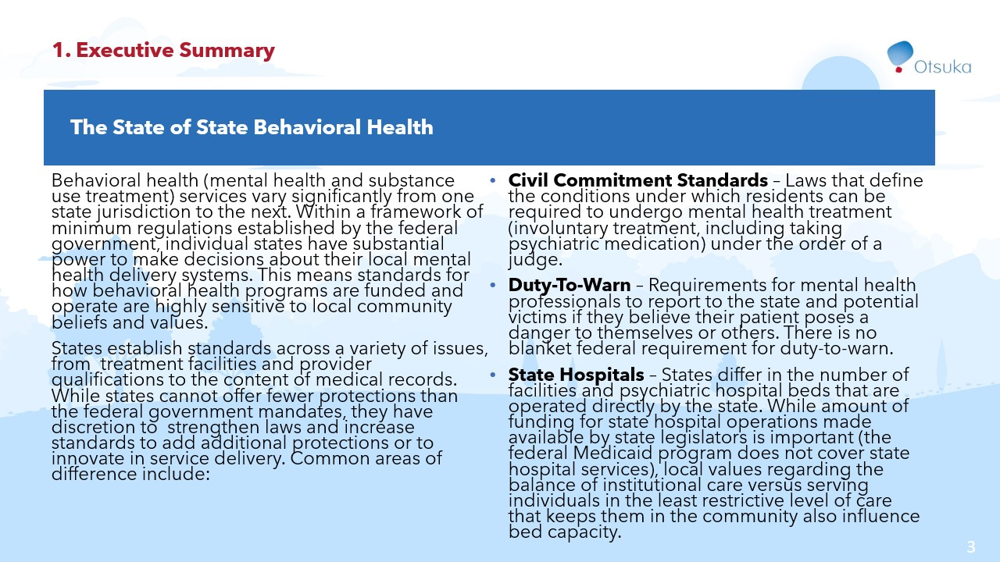 1. Executive Summary
Otsuka
The State of State Behavioral Health
Behavioral health (mental health and substance
use treatment) services vary significantly from one
state jurisdiction to the next. Within a framework of
minimum regulations established by the federal
government, individual states have substantial
power to make decisions about their local mental
health delivery systems. This means standards for
how behavioral health programs are funded and
operate are highly sensitive to local community
beliefs and values.
States establish standards across a variety of issues,
from  treatment facilities and provider
qualifications to the content of medical records.
While states cannot offer fewer protections than
the federal government mandates, they have
discretion to  strengthen laws and increase
standards to add additional protections or to
innovate in service delivery. Common areas of
difference include:
• Civil Commitment Standards – Laws that define
the conditions under which residents can be
required to undergo mental health treatment
(involuntary treatment, including taking
psychiatric medication) under the order of a
judge.
• Duty-To-Warn – Requirements for mental health
professionals to report to the state and potential
victims if they believe their patient poses a
danger to themselves or others. There is no
blanket federal requirement for duty-to-warn.
• State Hospitals – States differ in the number of
facilities and psychiatric hospital beds that are
operated directly by the state. While amount of
funding for state hospital operations made
available by state legislators is important (the
federal Medicaid program does not cover state
hospital services), local values regarding the
balance of institutional care versus serving
individuals in the least restrictive level of care
that keeps them in the community also influence
bed capacity.
3